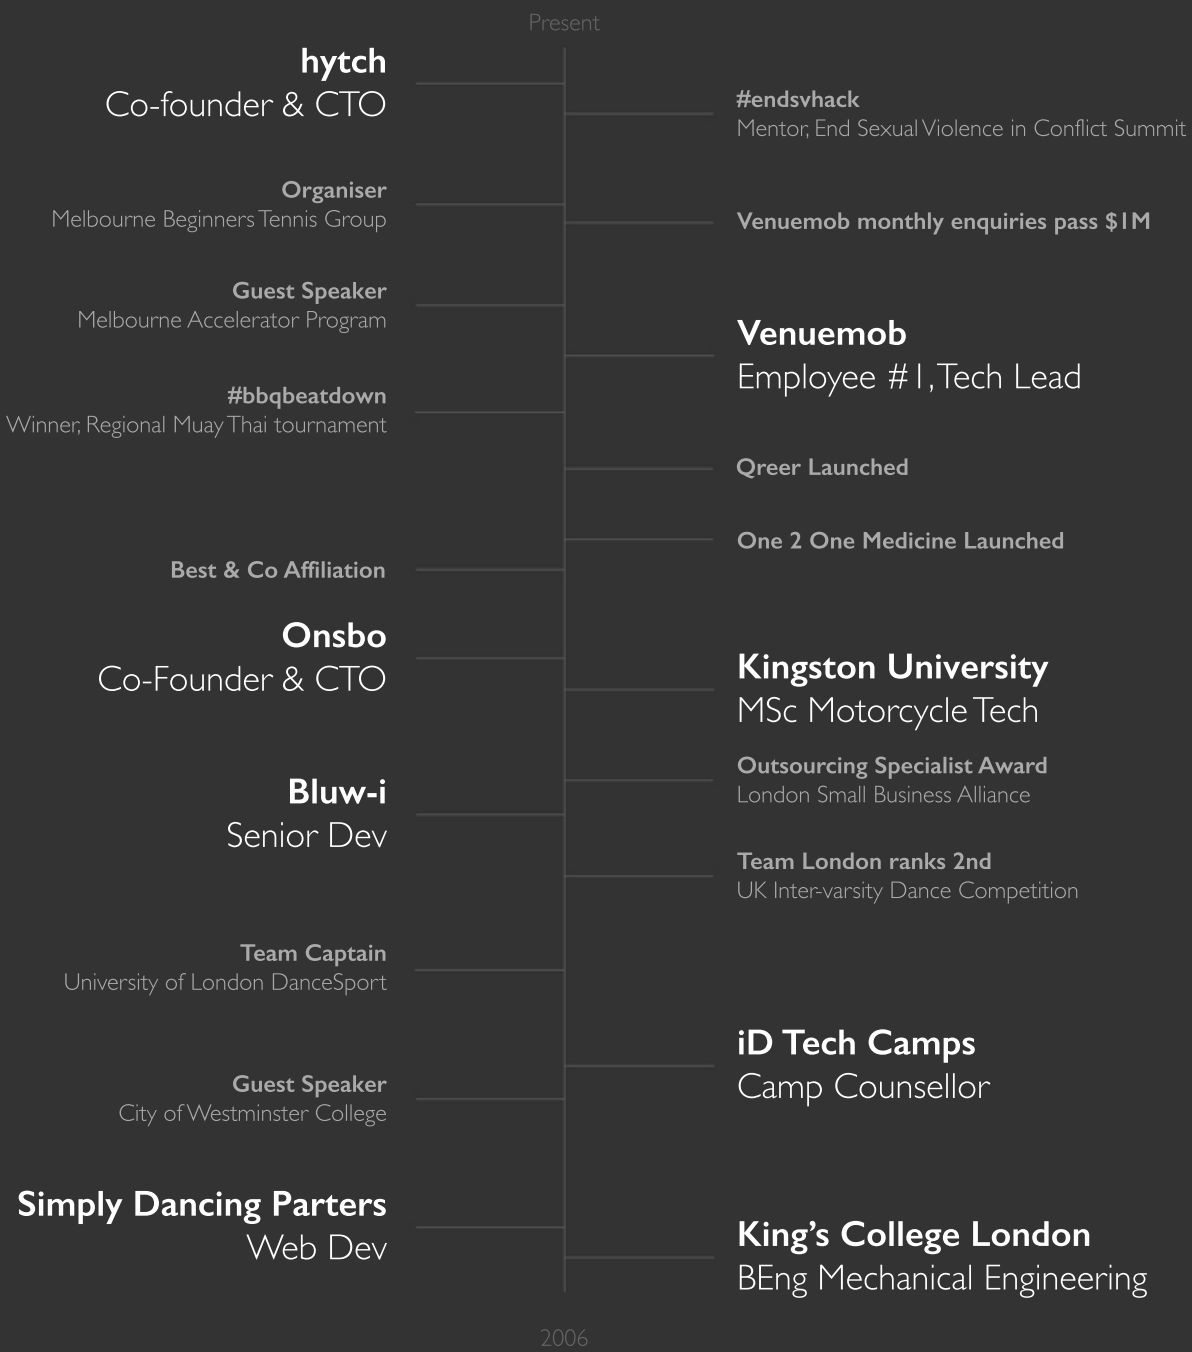 Present
hytch
Co-founder & CTO
#endsvhack
Mentor, End Sexual Violence in Conflict Summit
Organiser
Melbourne Beginners Tennis Group
Venuemob monthly enquiries pass $1M
Guest Speaker
Melbourne Accelerator Program
Venuemob
Employee #1, Tech Lead
#bbqbeatdown
Winner, Regional Muay Thai tournament
Qreer Launched
One 2 One Medicine Launched
Best & Co Affiliation
Onsbo
Co-Founder & CTO
Kingston University
MSc Motorcycle Tech
Outsourcing Specialist Award
London Small Business Alliance
Bluw-i
Senior Dev
Team London ranks 2nd
UK Inter-varsity Dance Competition
Team Captain
University of London DanceSport
iD Tech Camps
Camp Counsellor
Guest Speaker
City of Westminster College
Simply Dancing Parters
Web Dev
King’s College London
BEng Mechanical Engineering
2006